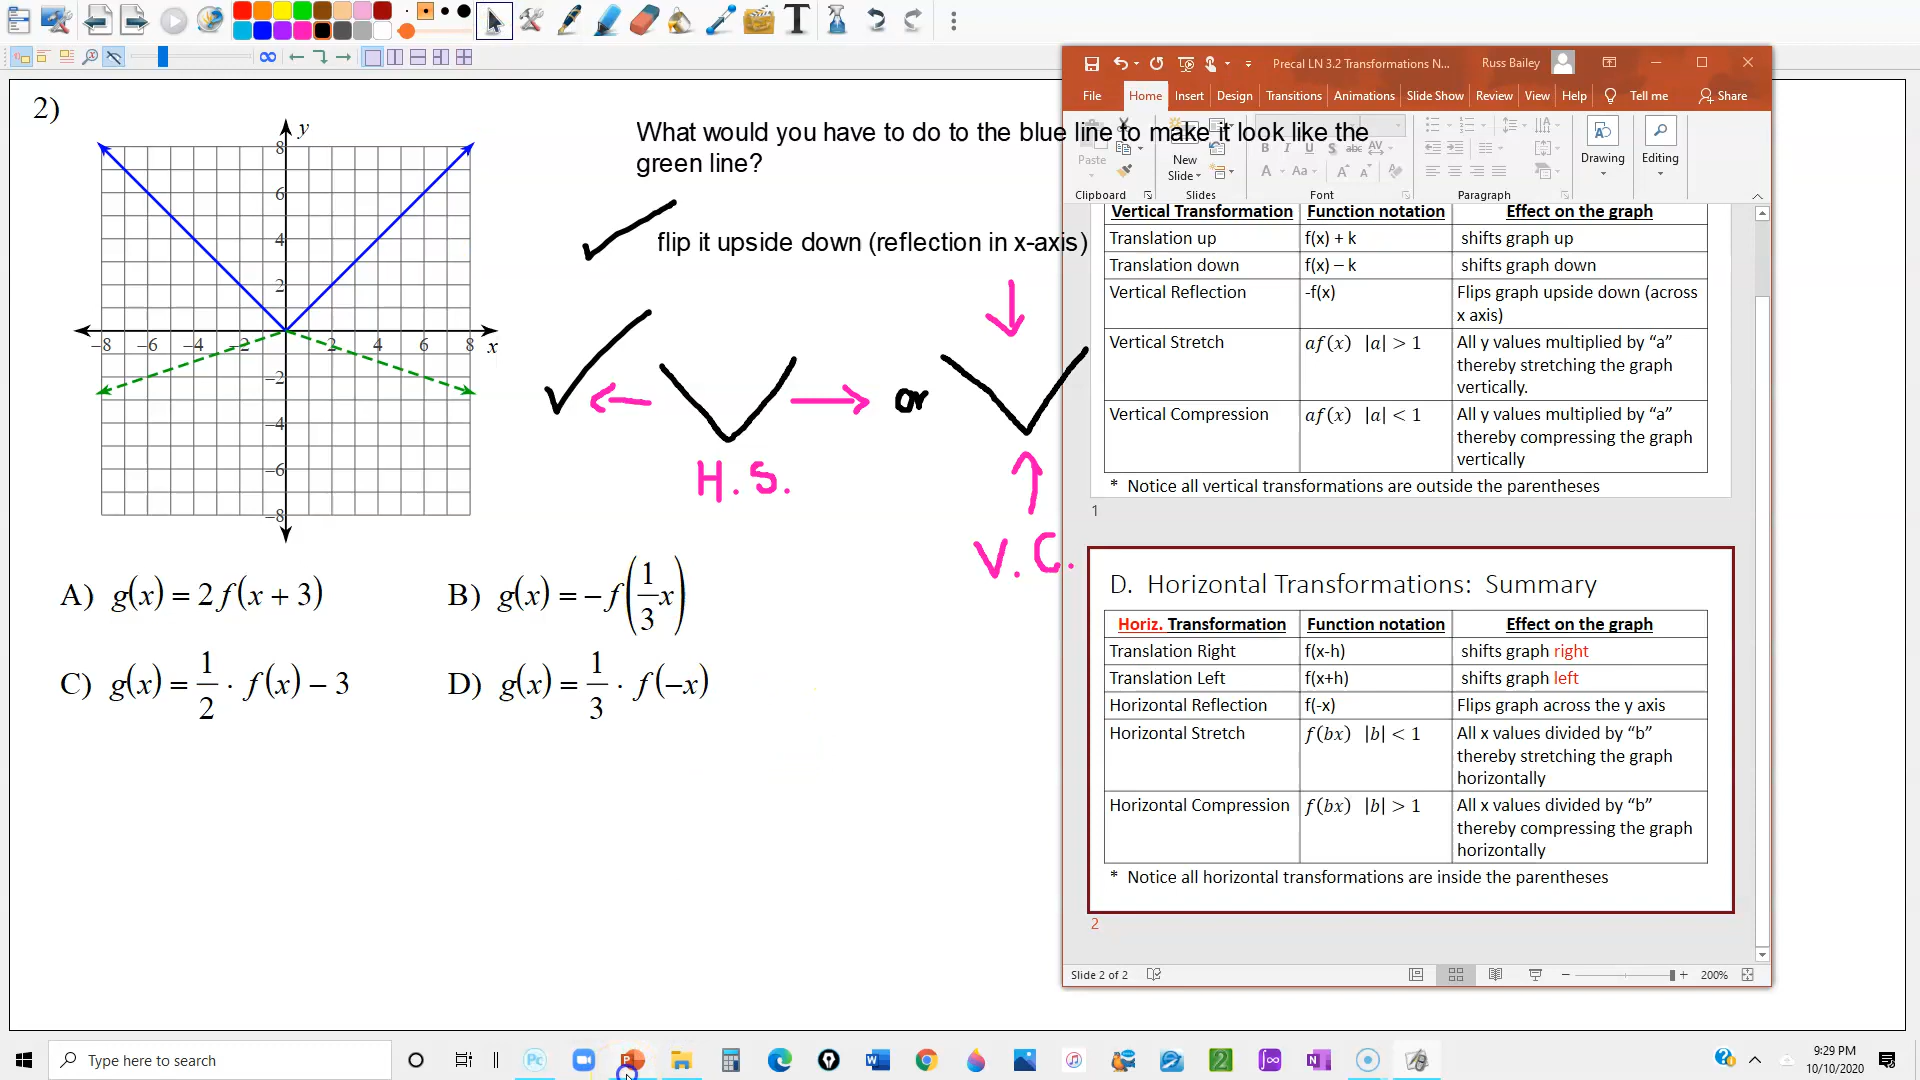 Precal LN 3.2 Transformations N...
Russ Bailey
File Home Insert Design Transitions Animations Slide Show Review View Help Tell me Share
Paste
New
Slide
Drawing
Editing
Clipboard
Slides
Font
Paragraph
2)
What would you have to do to the blue line to make it look like the
green line?
flip it upside down (reflection in x-axis)
y
8
6
4
2
-8 -6 -4 -2 2 4 6 8 x
-2
-4
-6
-8
or
H. S.
V. C.
A) g(x) = 2 f(x + 3)
B) g(x) = −f(1/3 x)
C) g(x) = 1/2 · f(x) − 3
D) g(x) = 1/3 · f(−x)
Vertical Transformation Function notation Effect on the graph
Translation up f(x) + k shifts graph up
Translation down f(x) – k shifts graph down
Vertical Reflection -f(x) Flips graph upside down (across
x axis)
Vertical Stretch af(x) |a| > 1 All y values multiplied by “a”
thereby stretching the graph
vertically.
Vertical Compression af(x) |a| < 1 All y values multiplied by “a”
thereby compressing the graph
vertically
* Notice all vertical transformations are outside the parentheses
1
D. Horizontal Transformations: Summary
Horiz. Transformation Function notation Effect on the graph
Translation Right f(x-h) shifts graph right
Translation Left f(x+h) shifts graph left
Horizontal Reflection f(-x) Flips graph across the y axis
Horizontal Stretch f(bx) |b| < 1 All x values divided by “b”
thereby stretching the graph
horizontally
Horizontal Compression f(bx) |b| > 1 All x values divided by “b”
thereby compressing the graph
horizontally
* Notice all horizontal transformations are inside the parentheses
2
Slide 2 of 2
200%
Type here to search
9:29 PM
10/10/2020